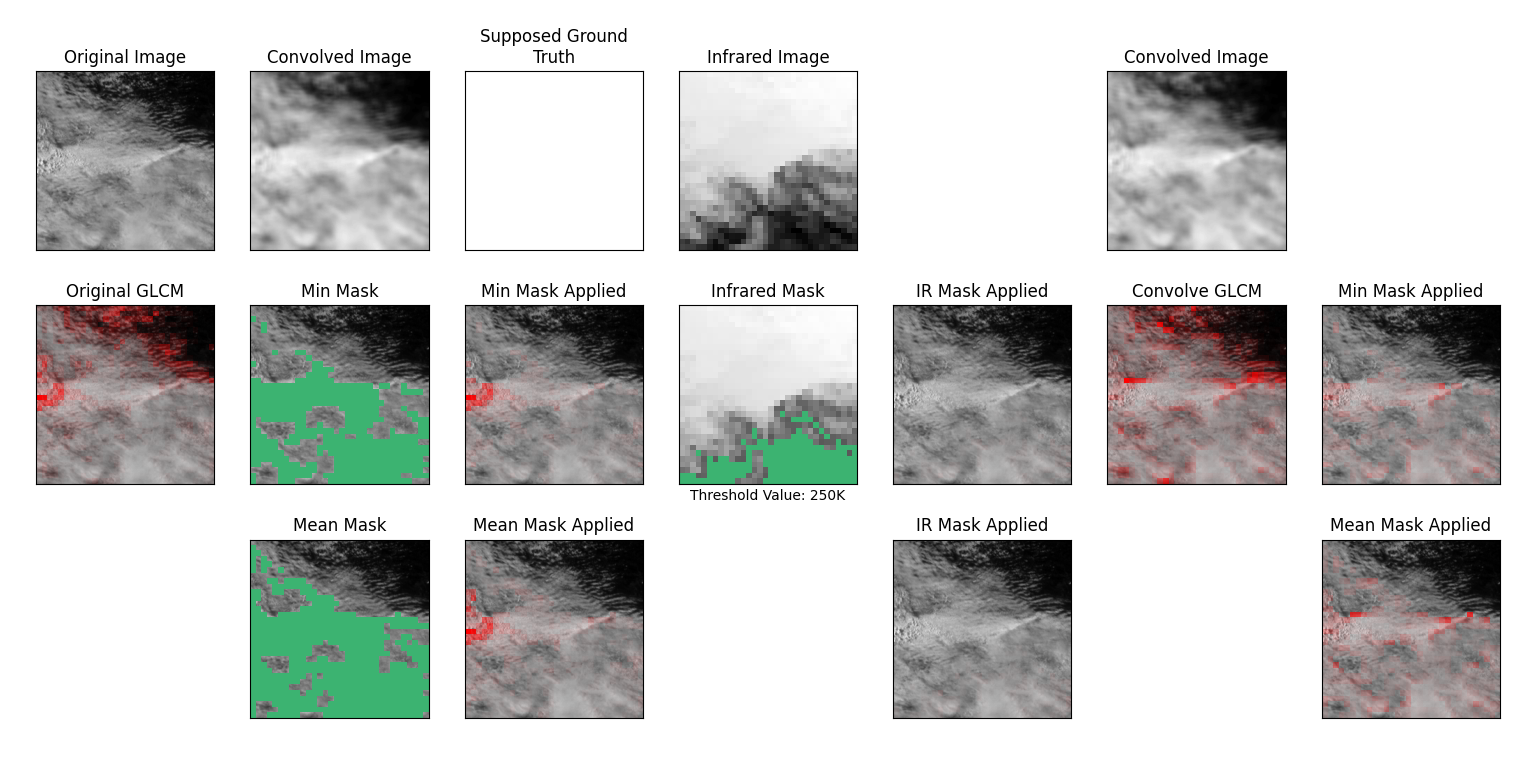 Original Image
Convolved Image
Supposed Ground
Truth
Infrared Image
Convolved Image
Original GLCM
Min Mask
Min Mask Applied
Infrared Mask
IR Mask Applied
Convolve GLCM
Min Mask Applied
Threshold Value: 250K
Mean Mask
Mean Mask Applied
IR Mask Applied
Mean Mask Applied